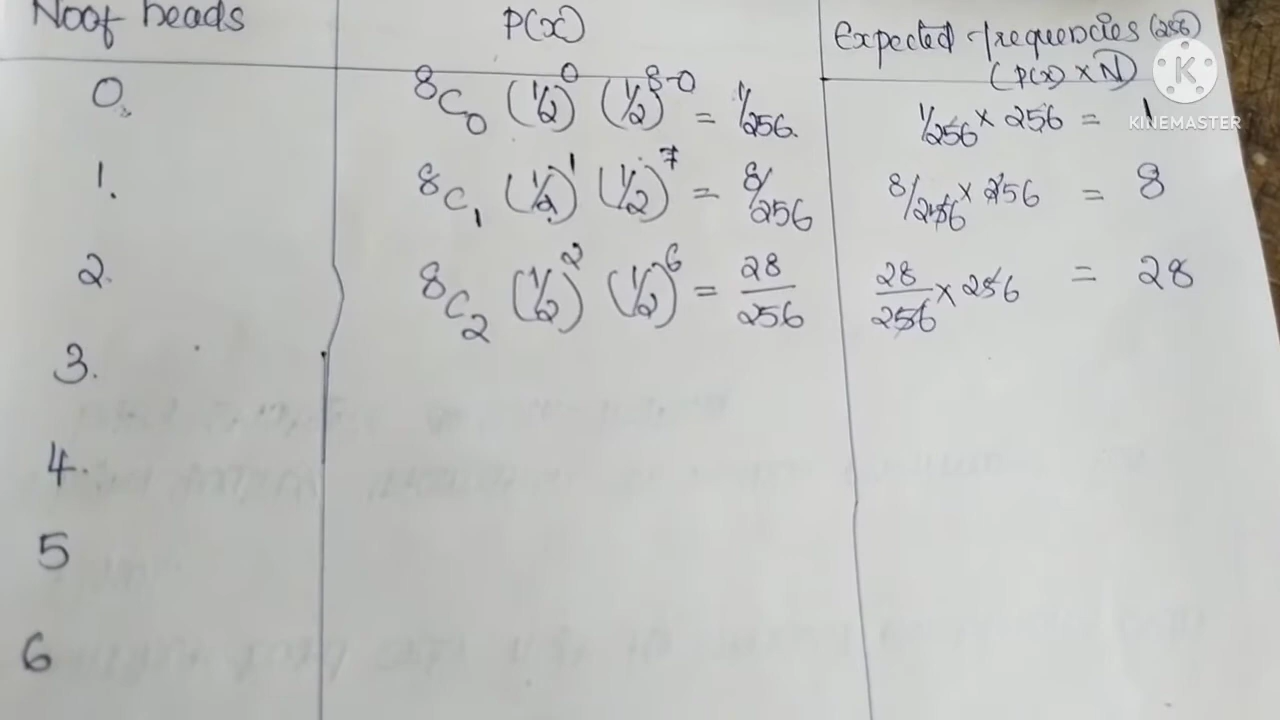 No of heads P(x) Expected frequencies (256)
(P(x) × N)
0. ⁸C₀ (1/2)⁰ (1/2)⁸⁻⁰ = 1/256. 1/256 × 256 = 1
KINEMASTER
1. ⁸C₁ (1/2)¹ (1/2)⁷ = 8/256 8/256 × 256 = 8
2. ⁸C₂ (1/2)² (1/2)⁶ = 28/256 28/256 × 256 = 28
3.
4.
5
6